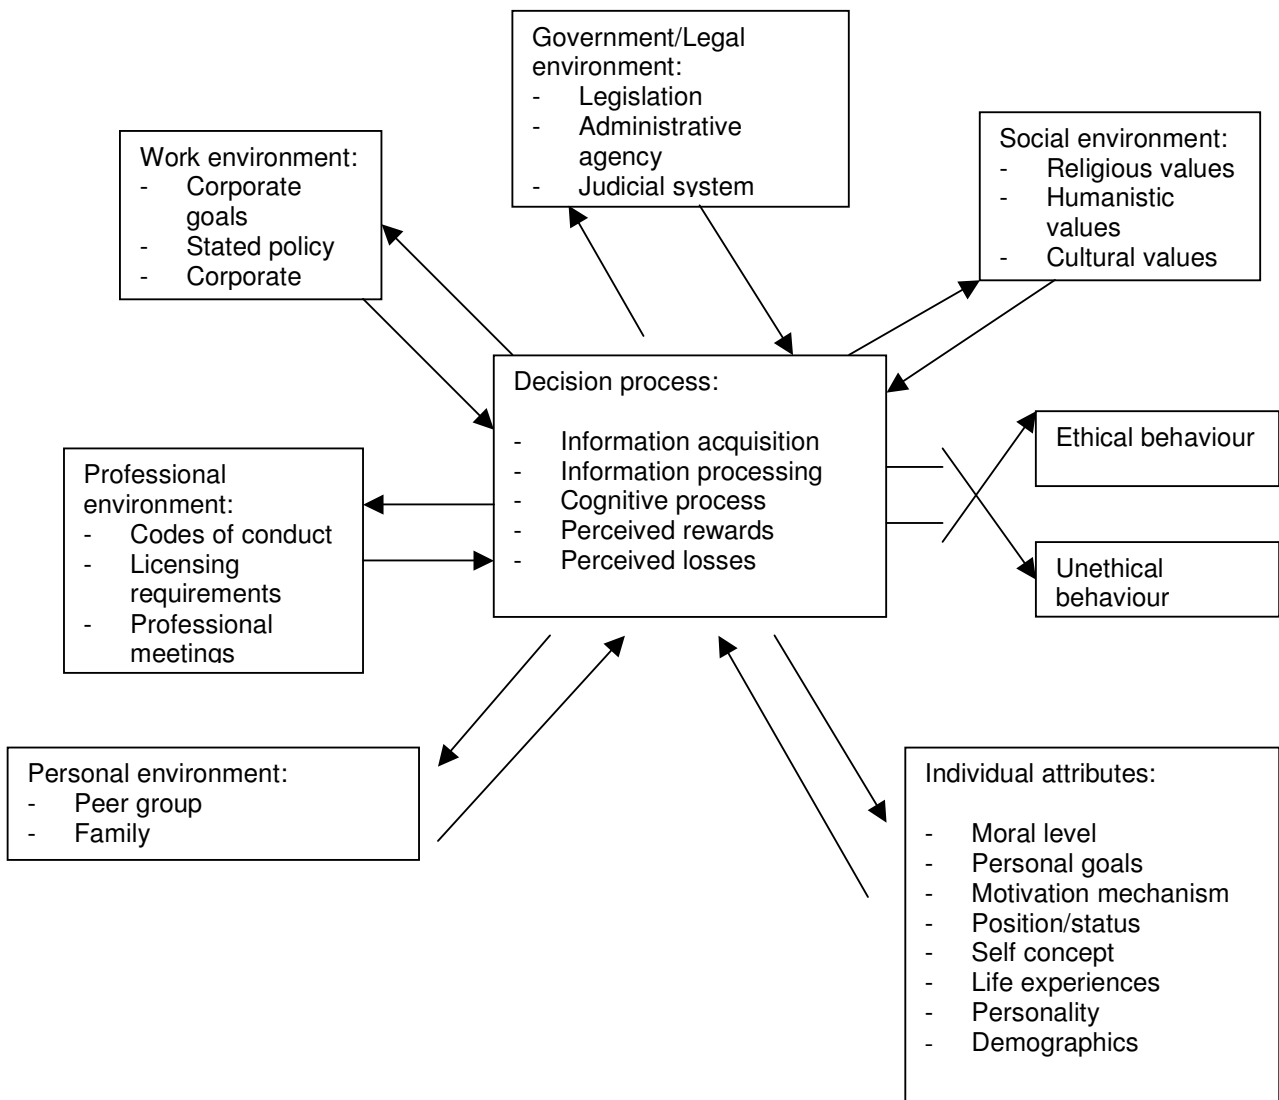 Government/Legal
environment:
- Legislation
- Administrative
agency
- Judicial system
Work environment:
- Corporate
goals
- Stated policy
- Corporate
Social environment:
- Religious values
- Humanistic
values
- Cultural values
Decision process:
- Information acquisition
- Information processing
- Cognitive process
- Perceived rewards
- Perceived losses
Ethical behaviour
Unethical
behaviour
Professional
environment:
- Codes of conduct
- Licensing
requirements
- Professional
meetings
Personal environment:
- Peer group
- Family
Individual attributes:
- Moral level
- Personal goals
- Motivation mechanism
- Position/status
- Self concept
- Life experiences
- Personality
- Demographics